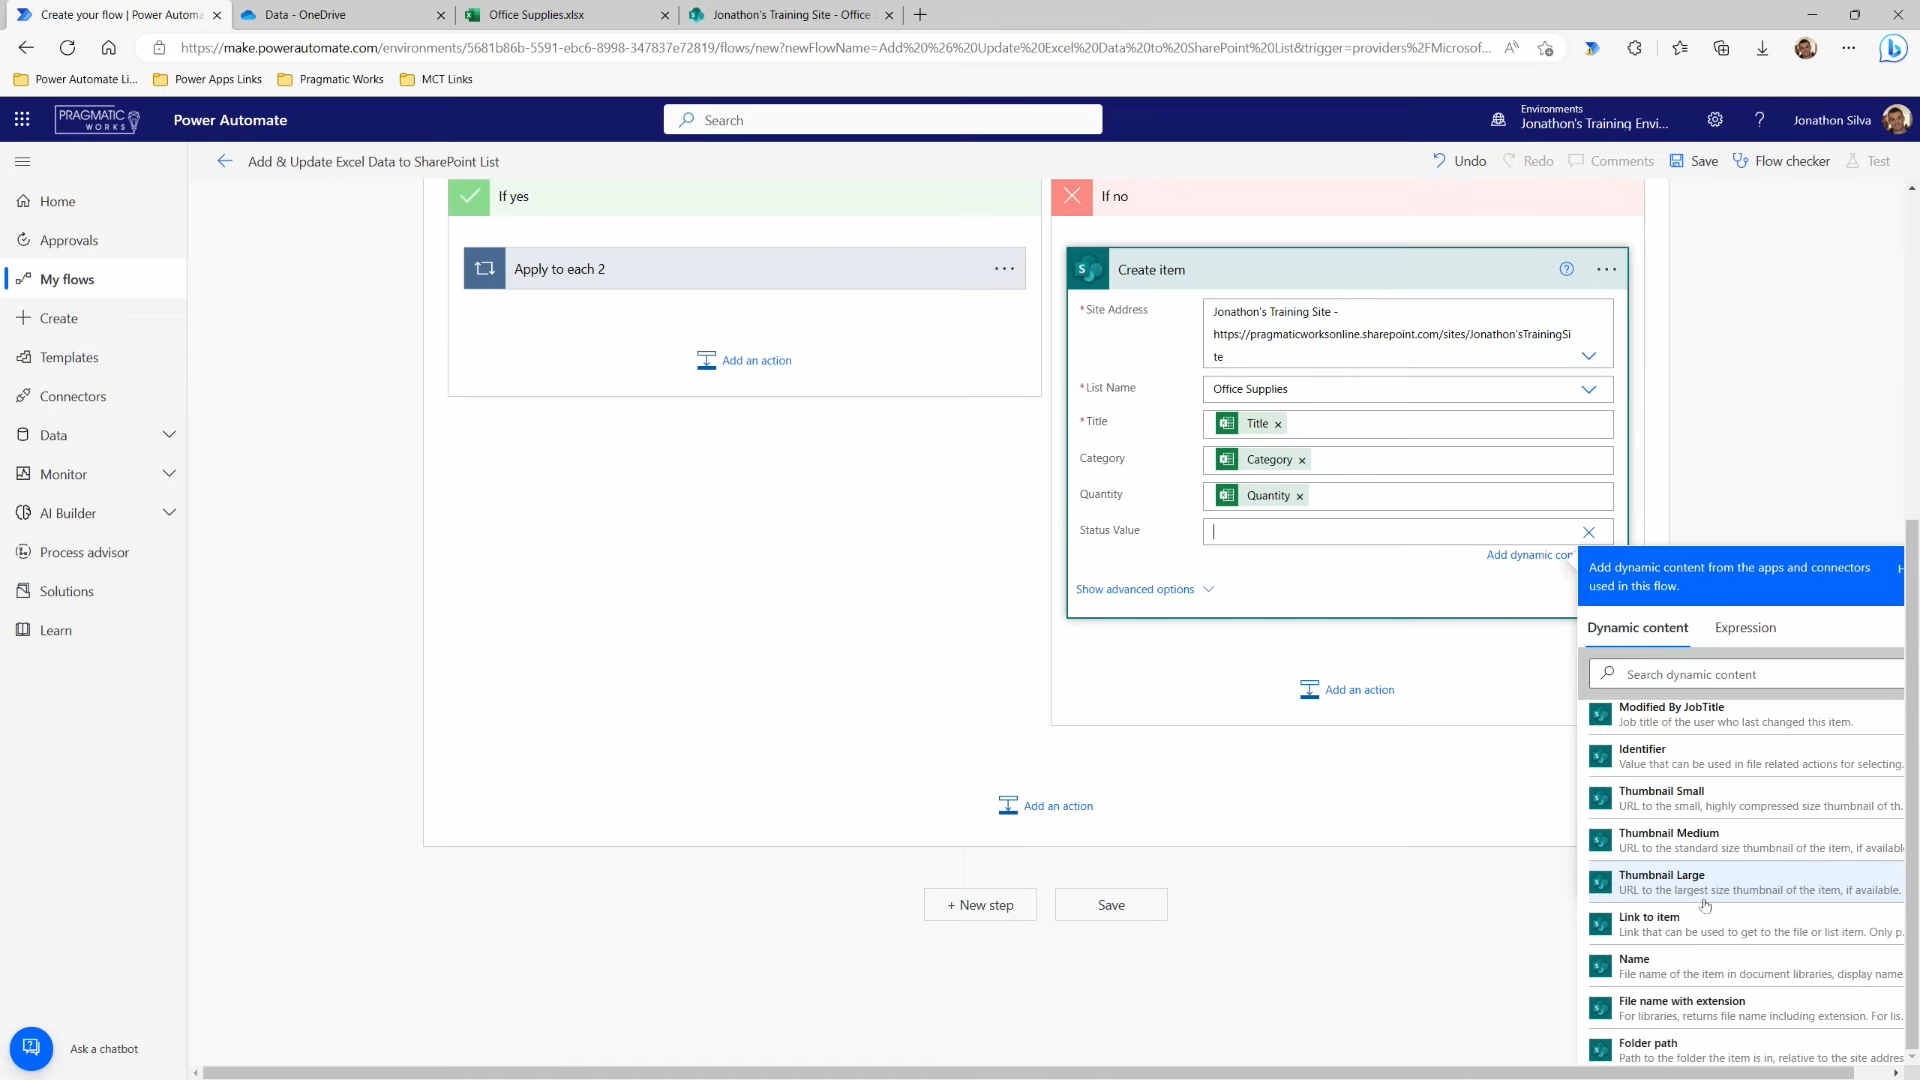 Create your flow | Power Automa
Data - OneDrive
Office Supplies.xlsx
Jonathon's Training Site - Office
https://make.powerautomate.com/environments/5681b86b-5591-ebc6-8998-347837e72819/flows/new?newFlowName=Add%20%26%20Update%20Excel%20Data%20to%20SharePoint%20List&trigger=providers%2FMicrosof...
Power Automate Li...
Power Apps Links
Pragmatic Works
MCT Links
PRAGMATIC
WORKS
Power Automate
Search
Environments
Jonathon's Training Envi...
Jonathon Silva
Add & Update Excel Data to SharePoint List
Undo
Redo
Comments
Save
Flow checker
Test
Home
Approvals
My flows
Create
Templates
Connectors
Data
Monitor
AI Builder
Process advisor
Solutions
Learn
Ask a chatbot
If yes
Apply to each 2
Add an action
If no
Create item
*Site Address
Jonathon's Training Site -
https://pragmaticworksonline.sharepoint.com/sites/Jonathon'sTrainingSi
te
*List Name
Office Supplies
*Title
Title
Category
Category
Quantity
Quantity
Status Value
Add dynamic con
Show advanced options
Add an action
Add an action
+ New step
Save
Add dynamic content from the apps and connectors
used in this flow.
Dynamic content
Expression
Search dynamic content
Modified By JobTitle
Job title of the user who last changed this item.
Identifier
Value that can be used in file related actions for selecting.
Thumbnail Small
URL to the small, highly compressed size thumbnail of th.
Thumbnail Medium
URL to the standard size thumbnail of the item, if availabl
Thumbnail Large
URL to the largest size thumbnail of the item, if available.
Link to item
Link that can be used to get to the file or list item. Only p.
Name
File name of the item in document libraries, display name
File name with extension
For libraries, returns file name including extension. For lis.
Folder path
Path to the folder the item is in, relative to the site addres